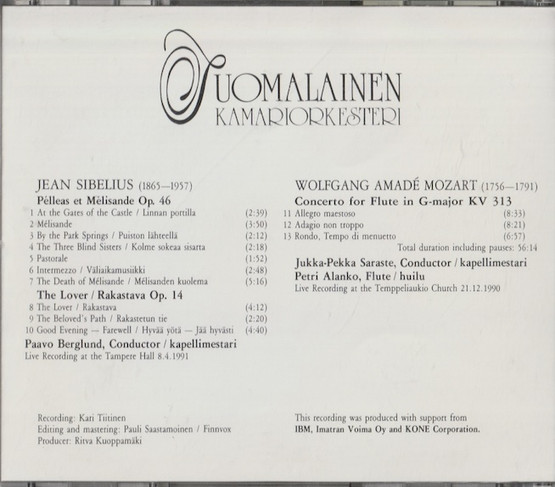 SUOMALAINEN
KAMARIORKESTERI
JEAN SIBELIUS (1865—1957)
Pèlleas et Mèlisande Op. 46
1 At the Gates of the Castle / Linnan portilla (2:39)
2 Mélisande (3:50)
3 By the Park Springs / Puiston lähteellä (2:12)
4 The Three Blind Sisters / Kolme sokeaa sisarta (2:18)
5 Pastorale (1:52)
6 Intermezzo / Väliaikamusiikki (2:48)
7 The Death of Mélisande / Mélisanden kuolema (5:16)
The Lover / Rakastava Op. 14
8 The Lover / Rakastava (4:12)
9 The Beloved's Path / Rakastetun tie (2:20)
10 Good Evening — Farewell / Hyvää yötä — Jää hyvästi (4:40)
Paavo Berglund, Conductor / kapellimestari
Live Recording at the Tampere Hall 8.4.1991
WOLFGANG AMADÉ MOZART (1756—1791)
Concerto for Flute in G-major KV 313
11 Allegro maestoso (8:33)
12 Adagio non troppo (8:21)
13 Rondo, Tempo di menuetto (6:57)
Total duration including pauses: 56:14
Jukka-Pekka Saraste, Conductor / kapellimestari
Petri Alanko, Flute / huilu
Live Recording at the Temppeliaukio Church 21.12.1990
Recording: Kari Tiitinen
Editing and mastering: Pauli Saastamoinen / Finnvox
Producer: Ritva Kuoppamäki
This recording was produced with support from
IBM, Imatran Voima Oy and KONE Corporation.